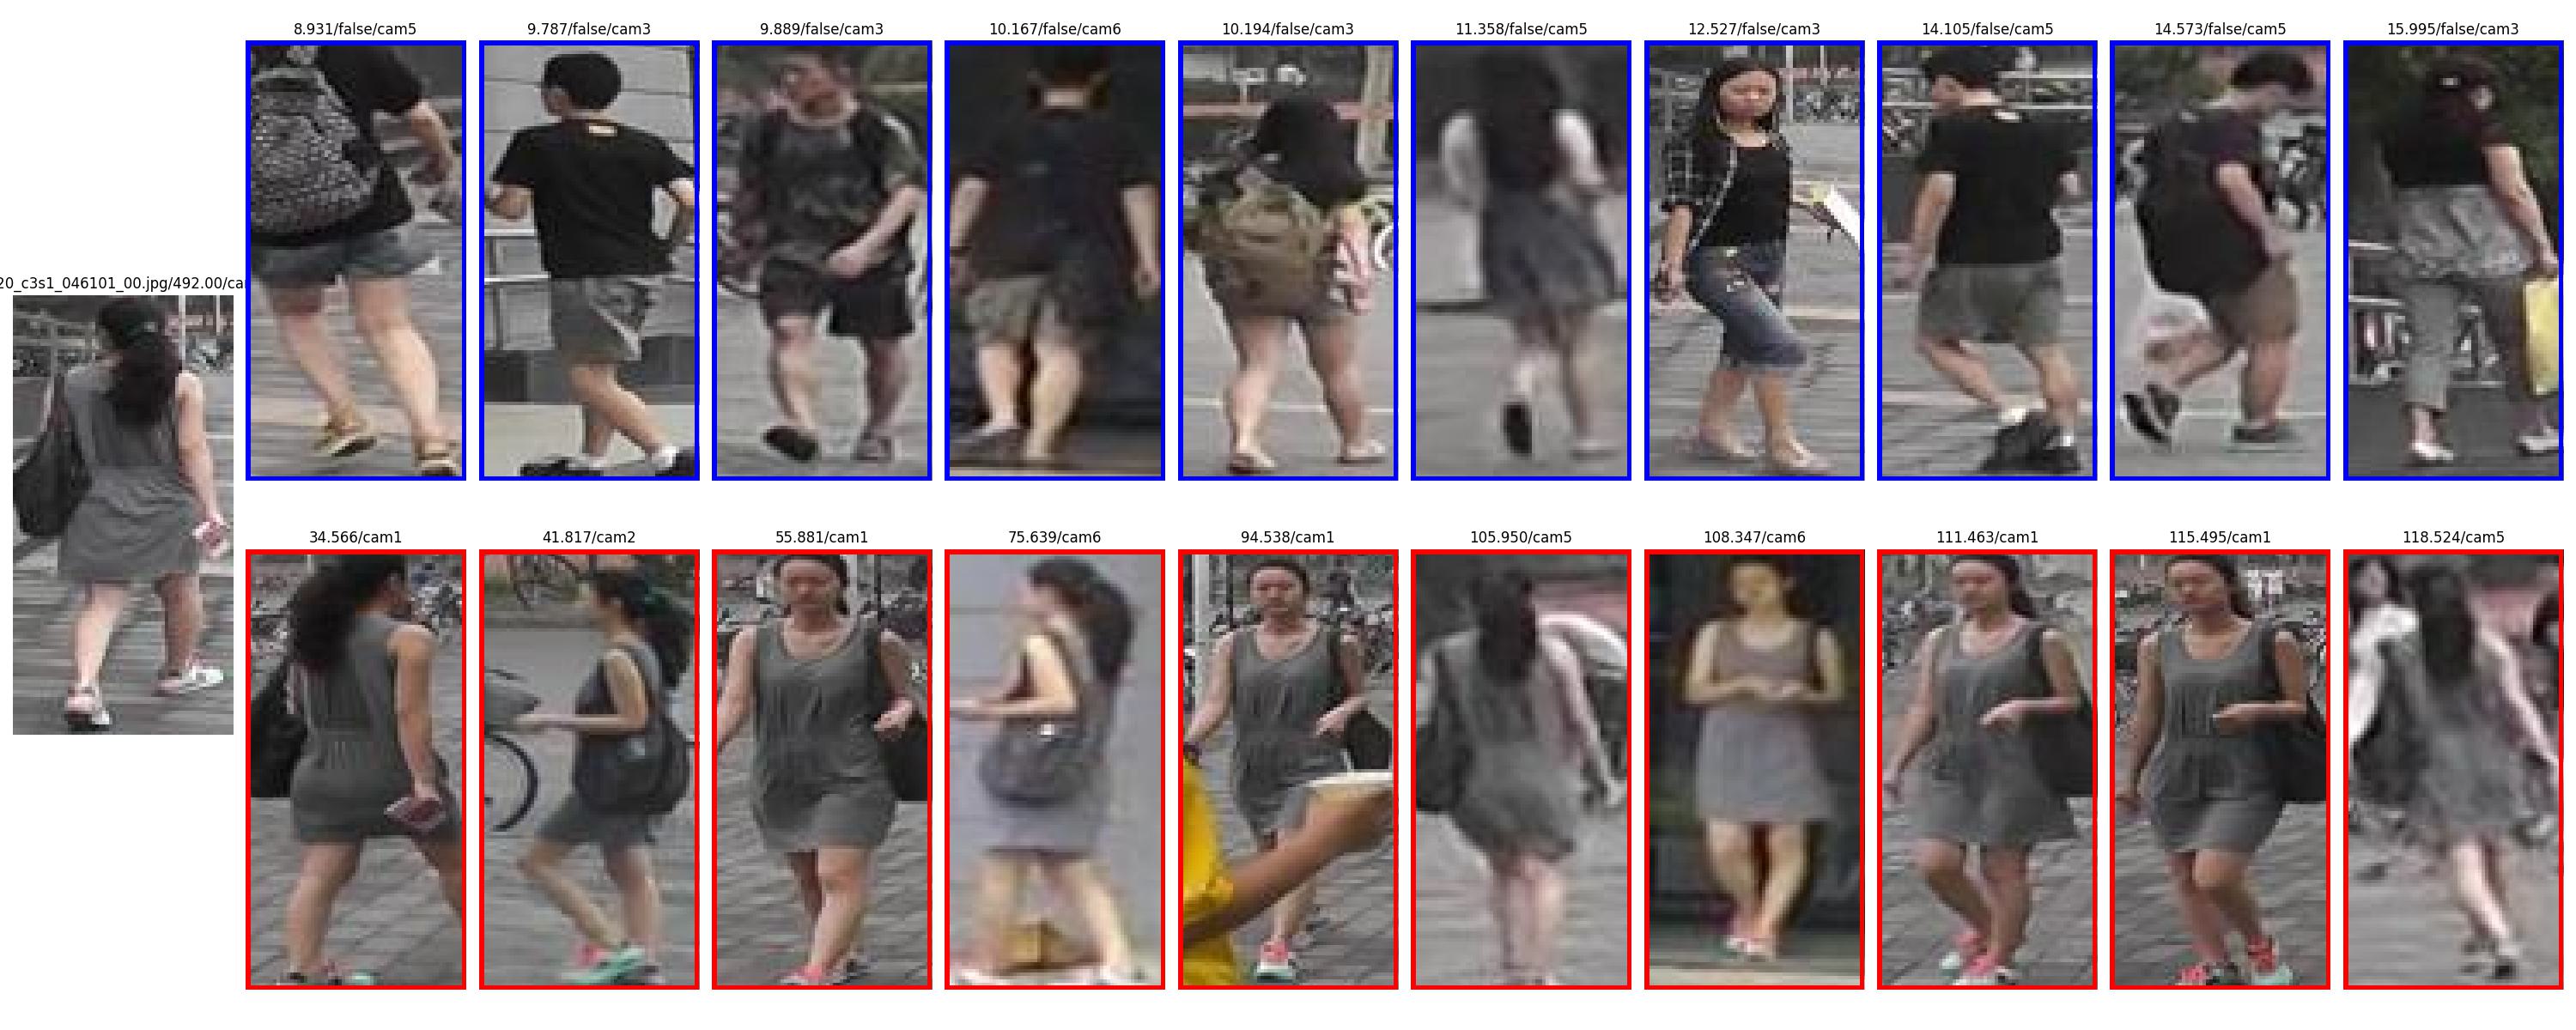 8.931/false/cam5
9.787/false/cam3
9.889/false/cam3
10.167/false/cam6
10.194/false/cam3
11.358/false/cam5
12.527/false/cam3
14.105/false/cam5
14.573/false/cam5
15.995/false/cam3
20_c3s1_046101_00.jpg/492.00/ca
34.566/cam1
41.817/cam2
55.881/cam1
75.639/cam6
94.538/cam1
105.950/cam5
108.347/cam6
111.463/cam1
115.495/cam1
118.524/cam5